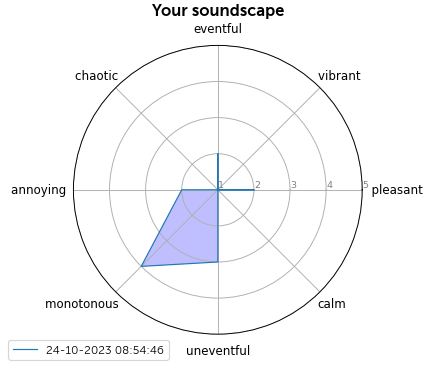 Your soundscape
eventful
chaotic
vibrant
annoying
1 2 3 4 5
pleasant
monotonous
calm
uneventful
24-10-2023 08:54:46